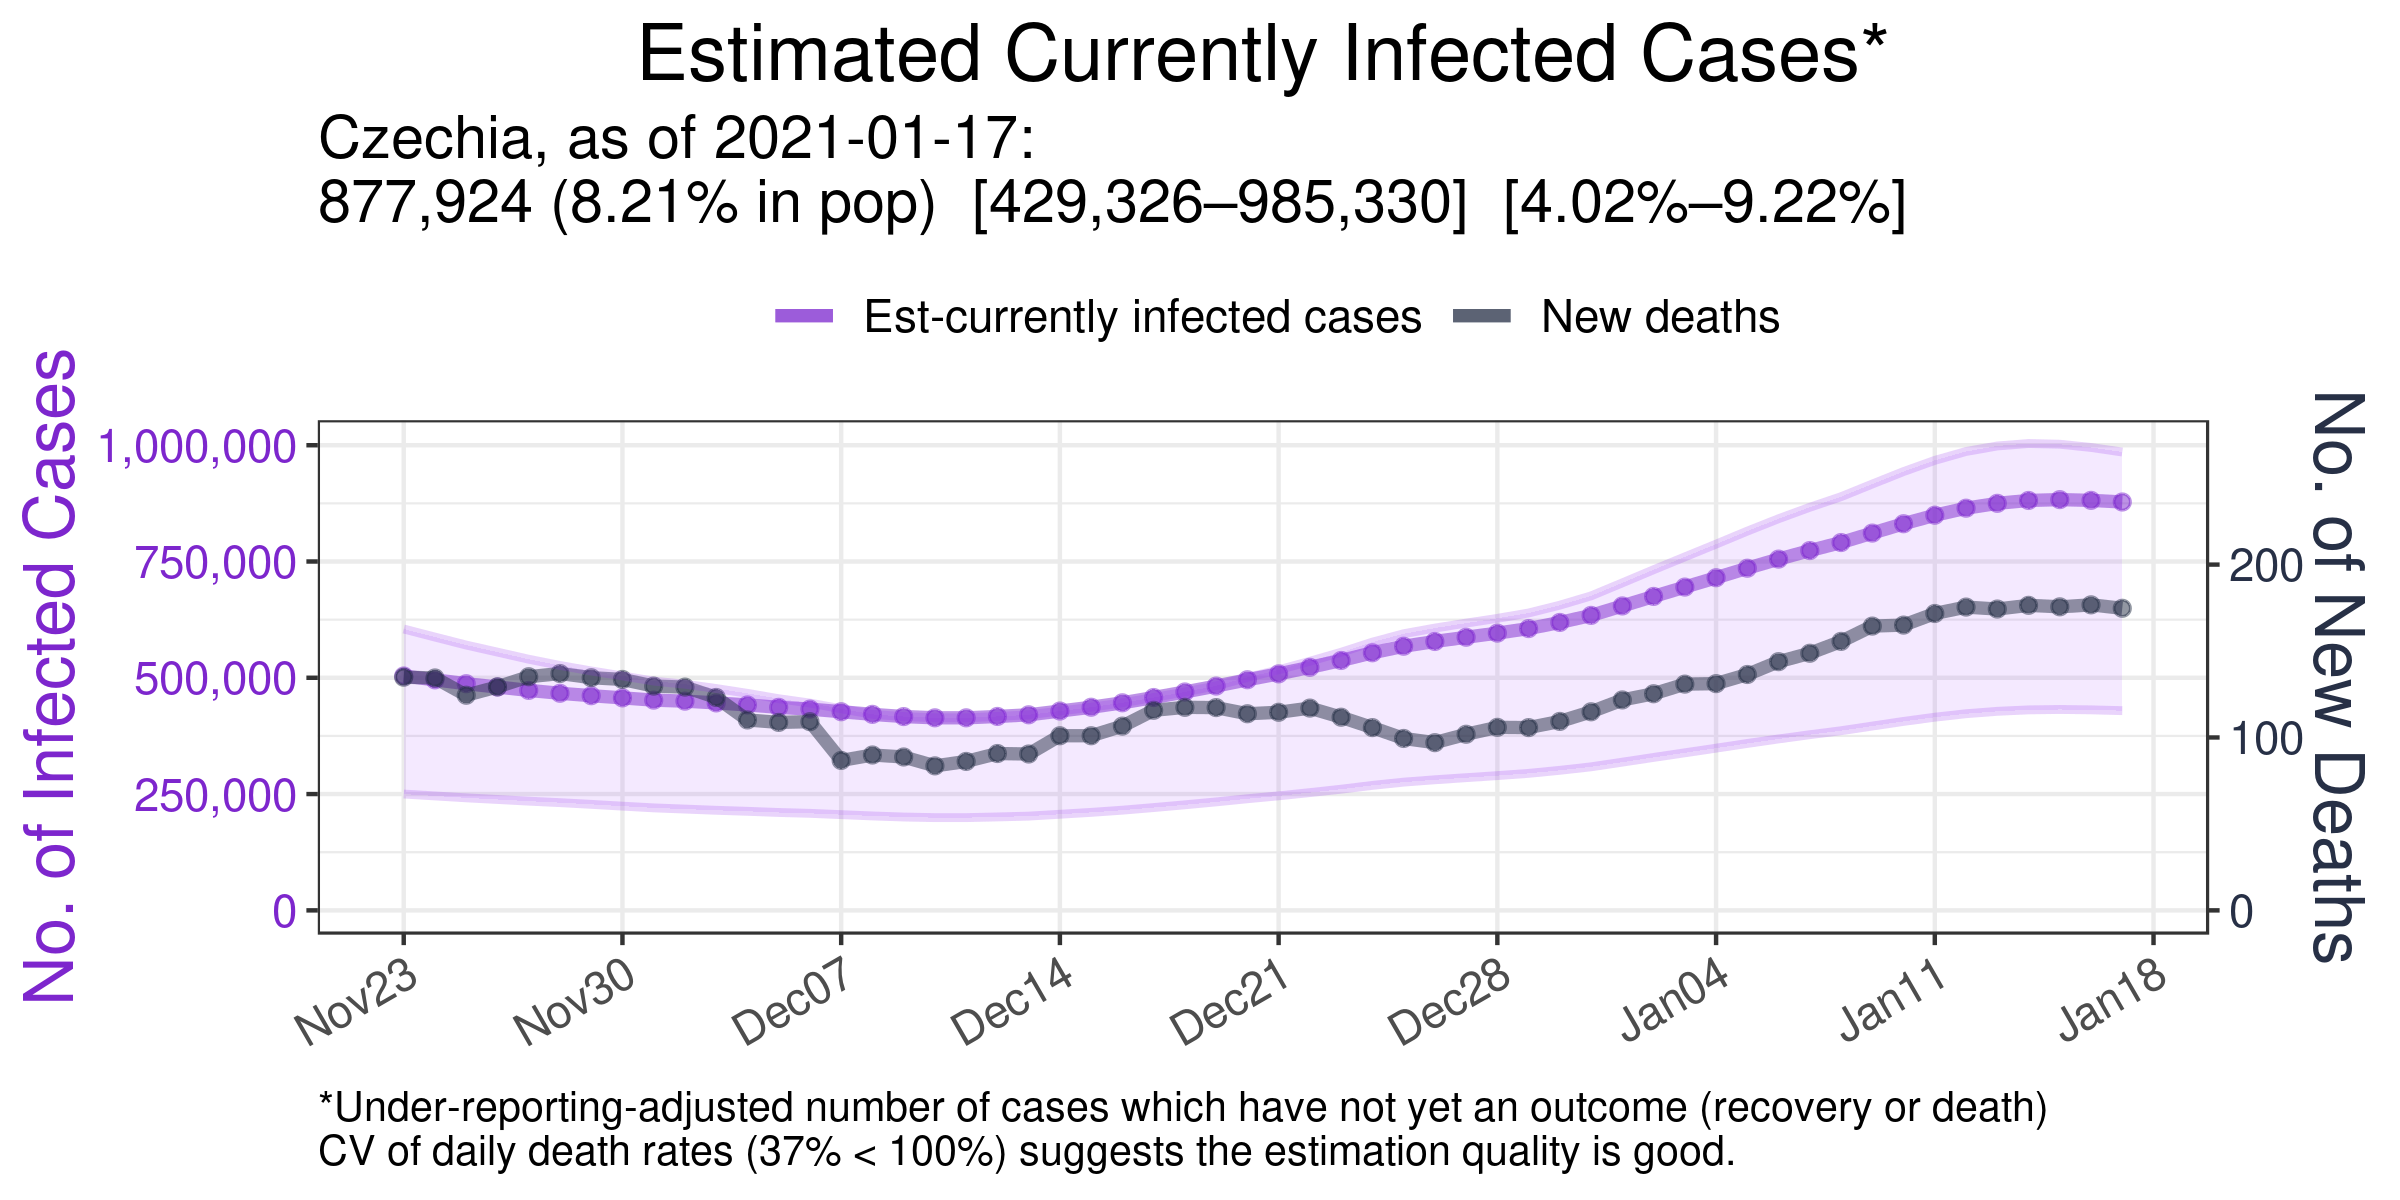 Estimated Currently Infected Cases*
Czechia, as of 2021-01-17:
877,924 (8.21% in pop) [429,326–985,330] [4.02%–9.22%]
Est-currently infected cases
New deaths
No. of Infected Cases
1,000,000
750,000
500,000
250,000
0
200
100
0
No. of New Deaths
Nov23
Nov30
Dec07
Dec14
Dec21
Dec28
Jan04
Jan11
Jan18
*Under-reporting-adjusted number of cases which have not yet an outcome (recovery or death)
CV of daily death rates (37% < 100%) suggests the estimation quality is good.